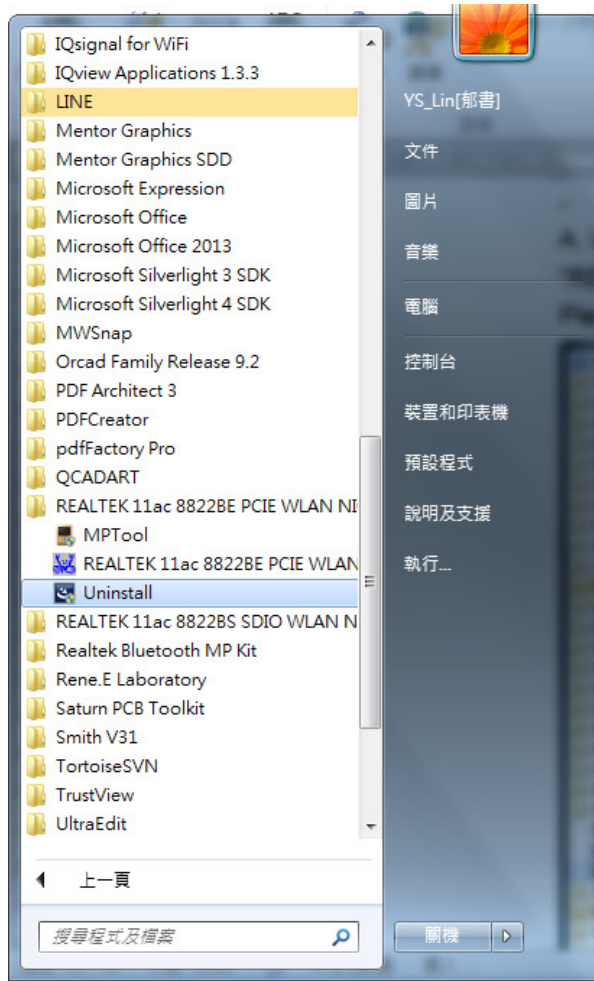 IQsignal for WiFi
IQview Applications 1.3.3
LINE
Mentor Graphics
Mentor Graphics SDD
Microsoft Expression
Microsoft Office
Microsoft Office 2013
Microsoft Silverlight 3 SDK
Microsoft Silverlight 4 SDK
MWSnap
Orcad Family Release 9.2
PDF Architect 3
PDFCreator
pdfFactory Pro
QCADART
REALTEK 11ac 8822BE PCIE WLAN NI
MPTool
REALTEK 11ac 8822BE PCIE WLAN
Uninstall
REALTEK 11ac 8822BS SDIO WLAN N
Realtek Bluetooth MP Kit
Rene.E Laboratory
Saturn PCB Toolkit
Smith V31
TortoiseSVN
TrustView
UltraEdit
上一頁
搜尋程式及檔案
YS_Lin[郁書]
文件
圖片
音樂
電腦
控制台
裝置和印表機
預設程式
說明及支援
執行...
關機